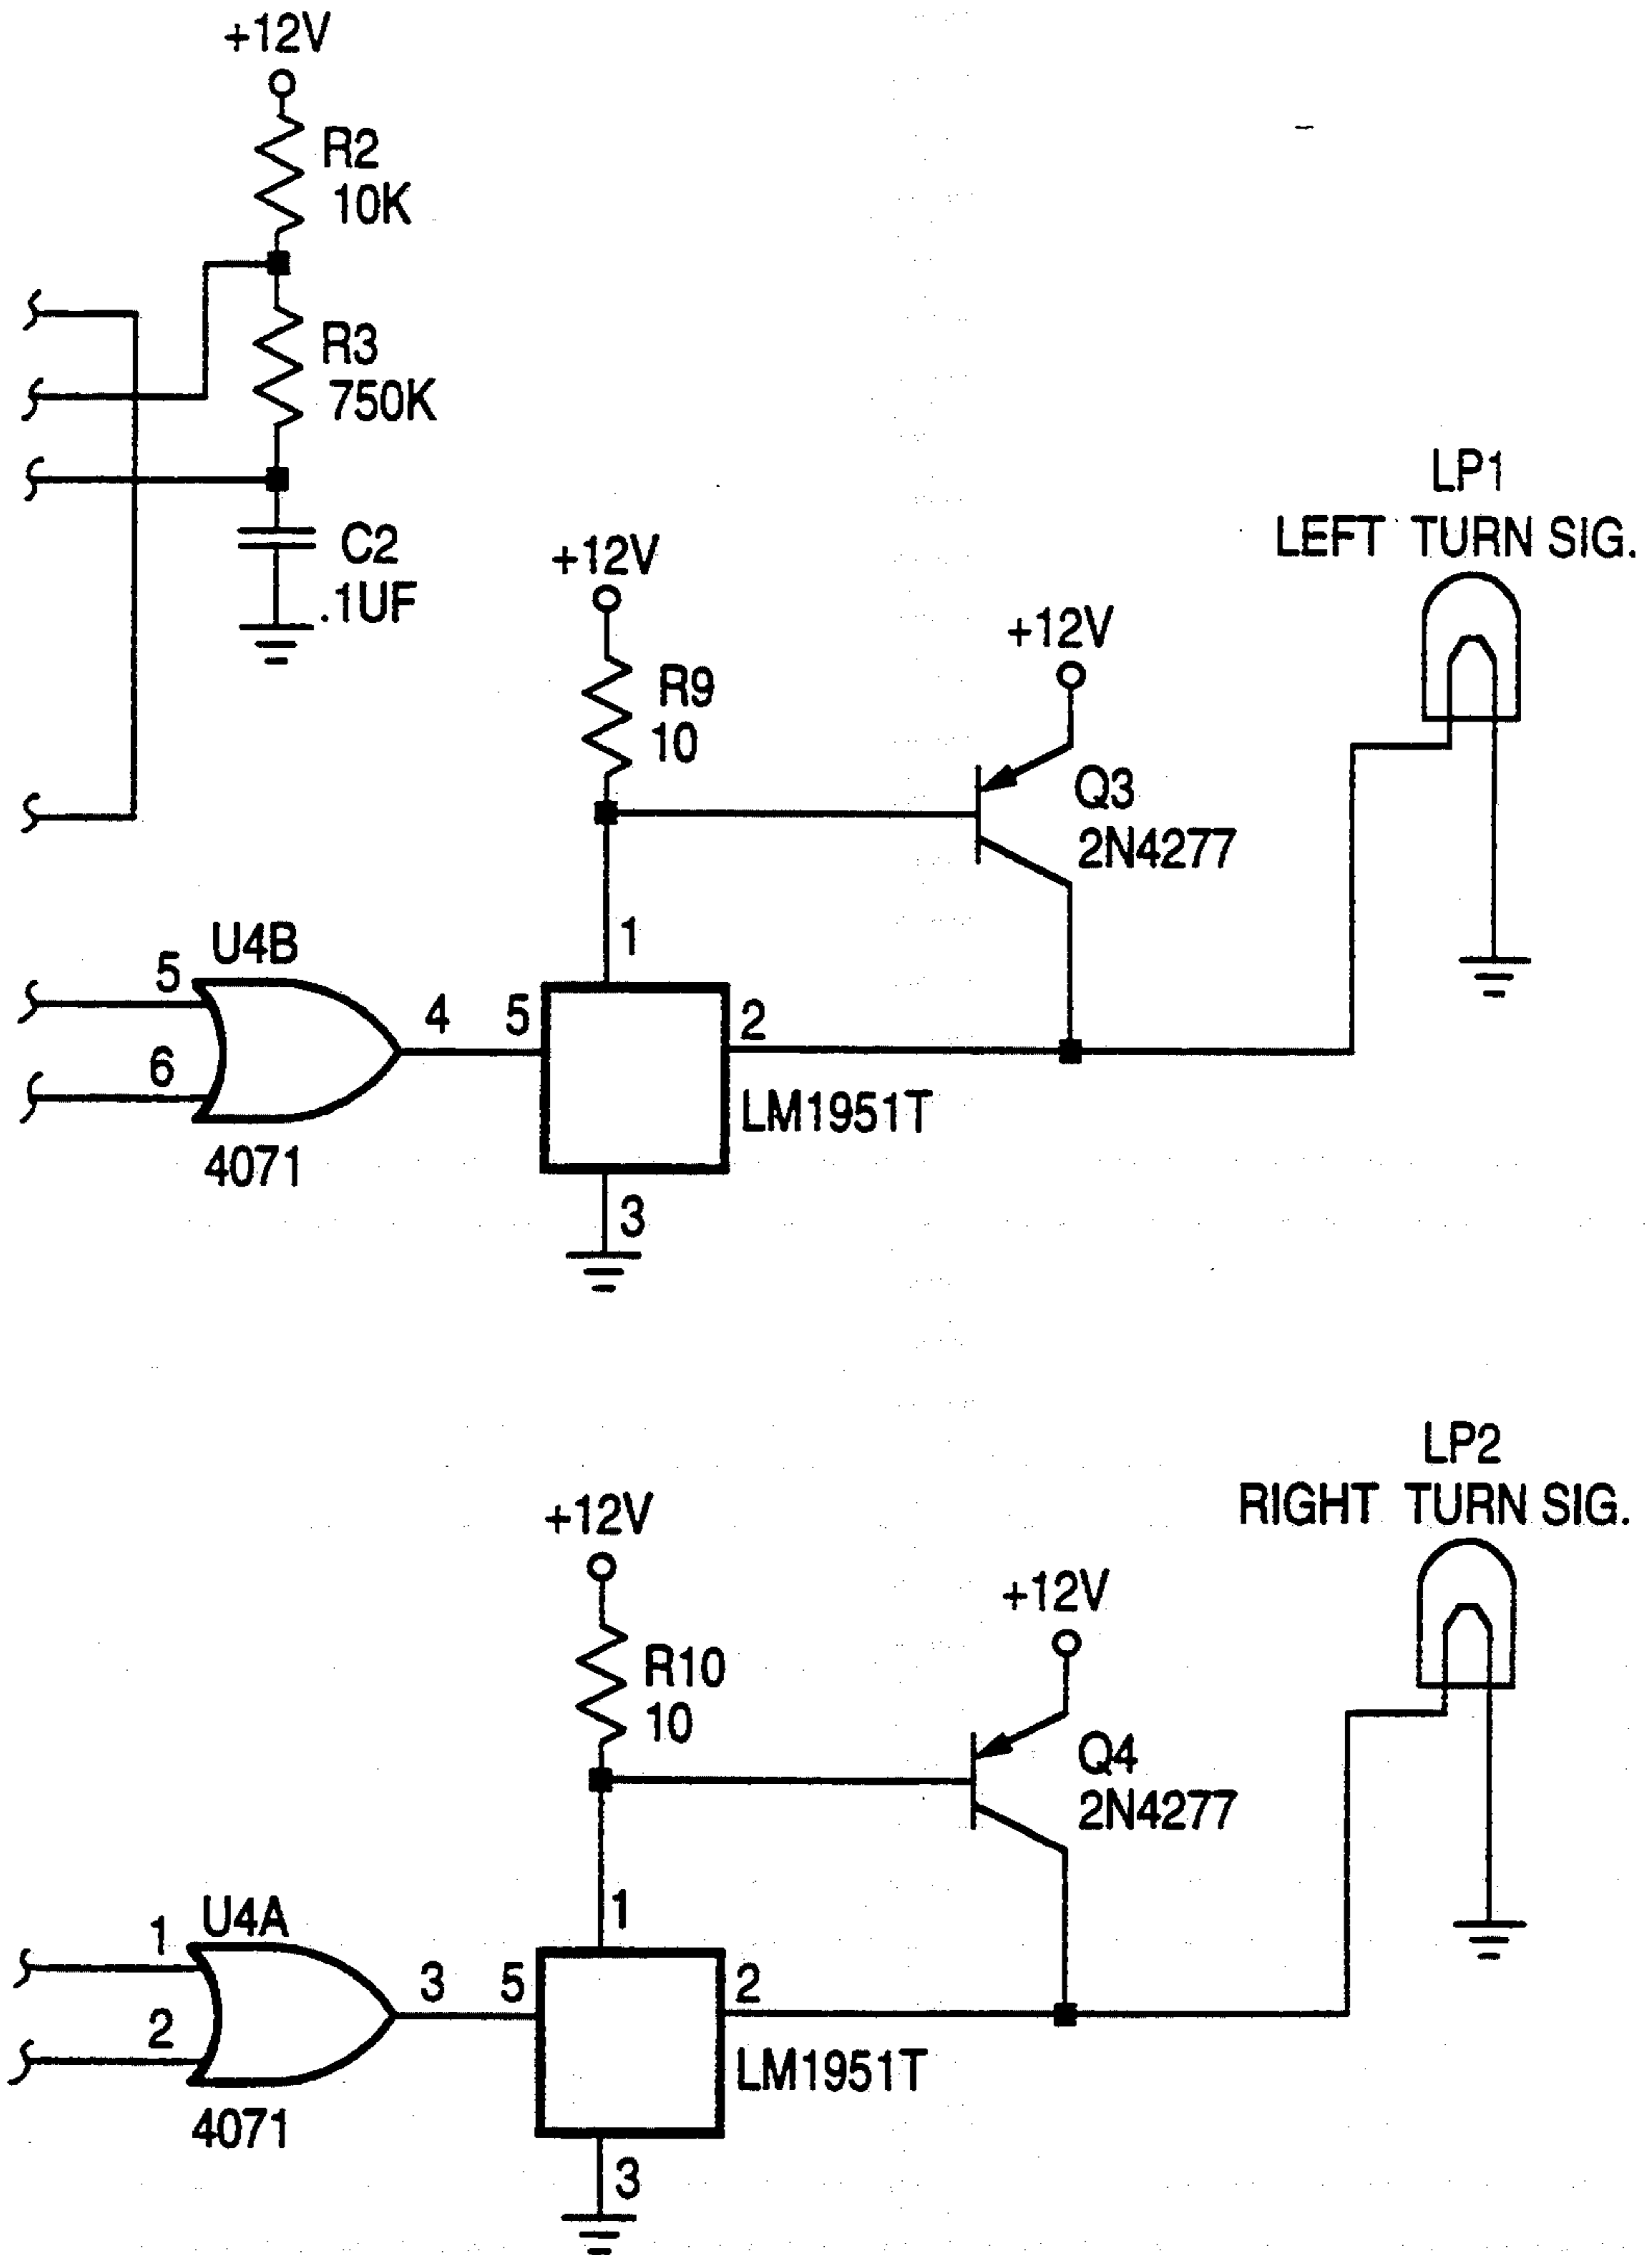 +12V
R2
10K
R3
750K
C2
.1UF
+12V
R9
10
+12V
Q3
2N4277
LP1
LEFT TURN SIG.
U4B
5
6
4
4071
5
1
2
3
LM1951T
LP2
RIGHT TURN SIG.
+12V
R10
10
+12V
Q4
2N4277
U4A
1
2
3
4071
5
1
2
3
LM1951T